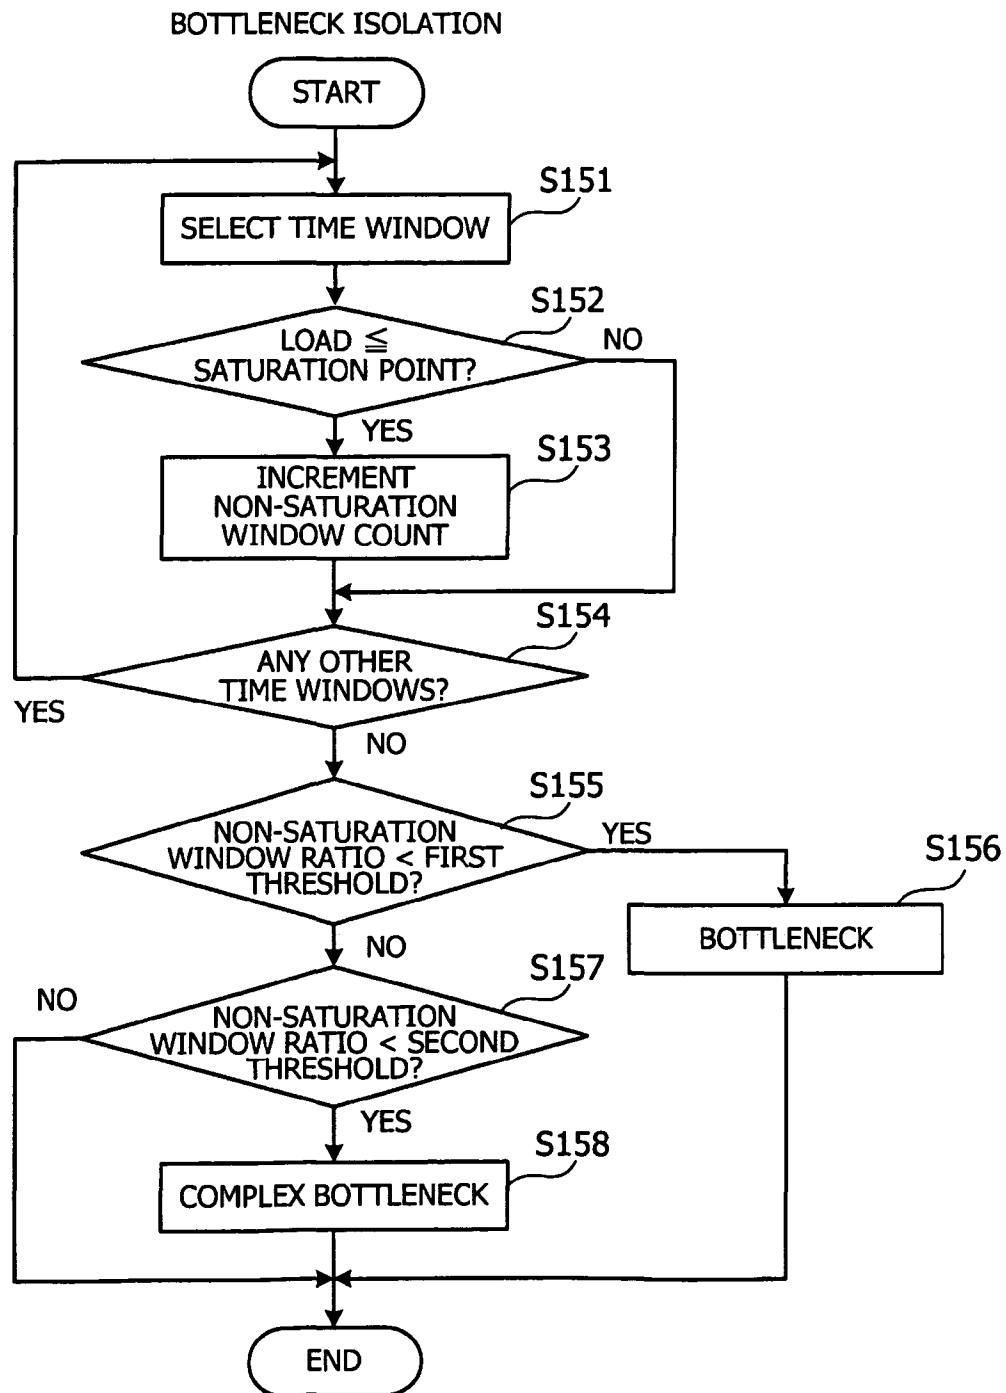 BOTTLENECK ISOLATION
START
S151
SELECT TIME WINDOW
S152
LOAD ≦
SATURATION POINT?
NO
YES
S153
INCREMENT
NON-SATURATION
WINDOW COUNT
S154
ANY OTHER
TIME WINDOWS?
YES
NO
S155
NON-SATURATION
WINDOW RATIO < FIRST
THRESHOLD?
YES
S156
BOTTLENECK
NO
S157
NO
NON-SATURATION
WINDOW RATIO < SECOND
THRESHOLD?
YES
S158
COMPLEX BOTTLENECK
END